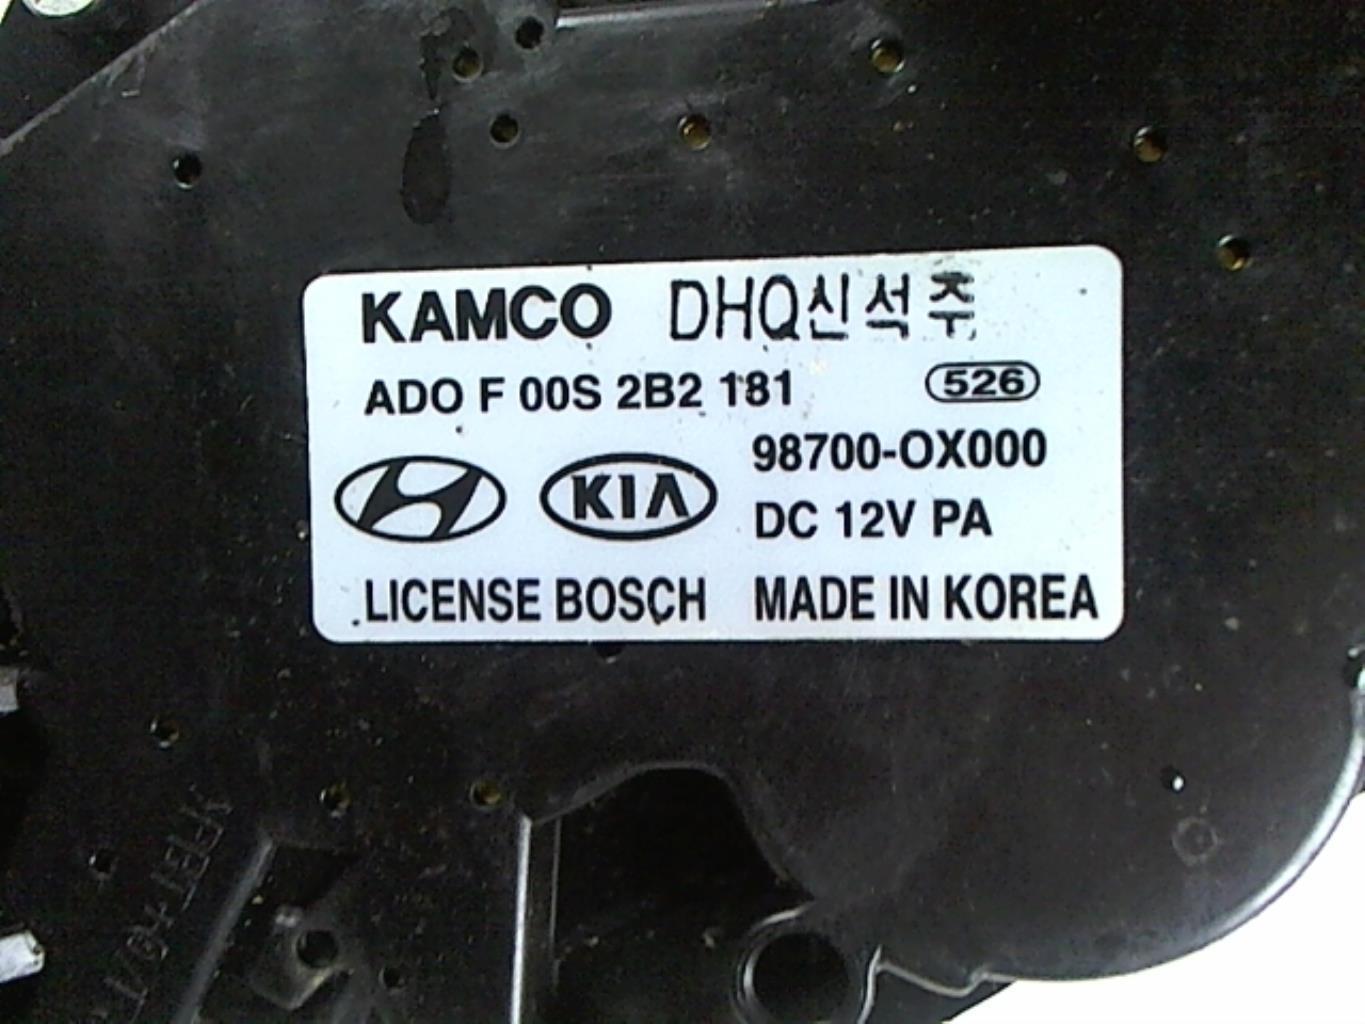 KAMCO DHQ신석주
ADO F 00S 2B2 181 526
98700-OX000
KIA
DC 12V PA
LICENSE BOSCH MADE IN KOREA